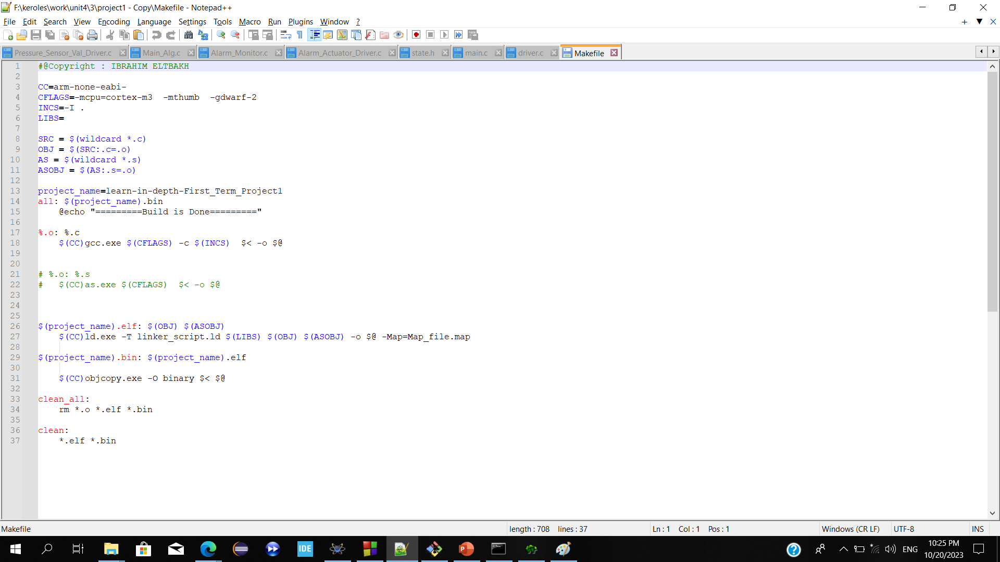 F:\keroles\work\unit4\3\project1 - Copy\Makefile - Notepad++
File Edit Search View Encoding Language Settings Tools Macro Run Plugins Window ?
Pressure_Sensor_Val_Driver.c Main_Alg.c Alarm_Monitor.c Alarm_Actuator_Driver.c state.h main.c driver.c Makefile
1 #@Copyright : IBRAHIM ELTBAKH
2
3 CC=arm-none-eabi-
4 CFLAGS=-mcpu=cortex-m3  -mthumb  -gdwarf-2
5 INCS=-I .
6 LIBS=
7
8 SRC = $(wildcard *.c)
9 OBJ = $(SRC:.c=.o)
10 AS = $(wildcard *.s)
11 ASOBJ = $(AS:.s=.o)
12
13 project_name=learn-in-depth-First_Term_Project1
14 all: $(project_name).bin
15     @echo "=========Build is Done========="
16
17 %.o: %.c
18     $(CC)gcc.exe $(CFLAGS) -c $(INCS)  $< -o $@
19
20
21 # %.o: %.s
22 #   $(CC)as.exe $(CFLAGS)  $< -o $@
23
24
25
26 $(project_name).elf: $(OBJ) $(ASOBJ)
27     $(CC)ld.exe -T linker_script.ld $(LIBS) $(OBJ) $(ASOBJ) -o $@ -Map=Map_file.map
28
29 $(project_name).bin: $(project_name).elf
30
31     $(CC)objcopy.exe -O binary $< $@
32
33 clean_all:
34     rm *.o *.elf *.bin
35
36 clean:
37     *.elf *.bin
Makefile length : 708 lines : 37 Ln : 1 Col : 1 Pos : 1 Windows (CR LF) UTF-8 INS
IDE
P
ENG
10:25 PM
10/20/2023